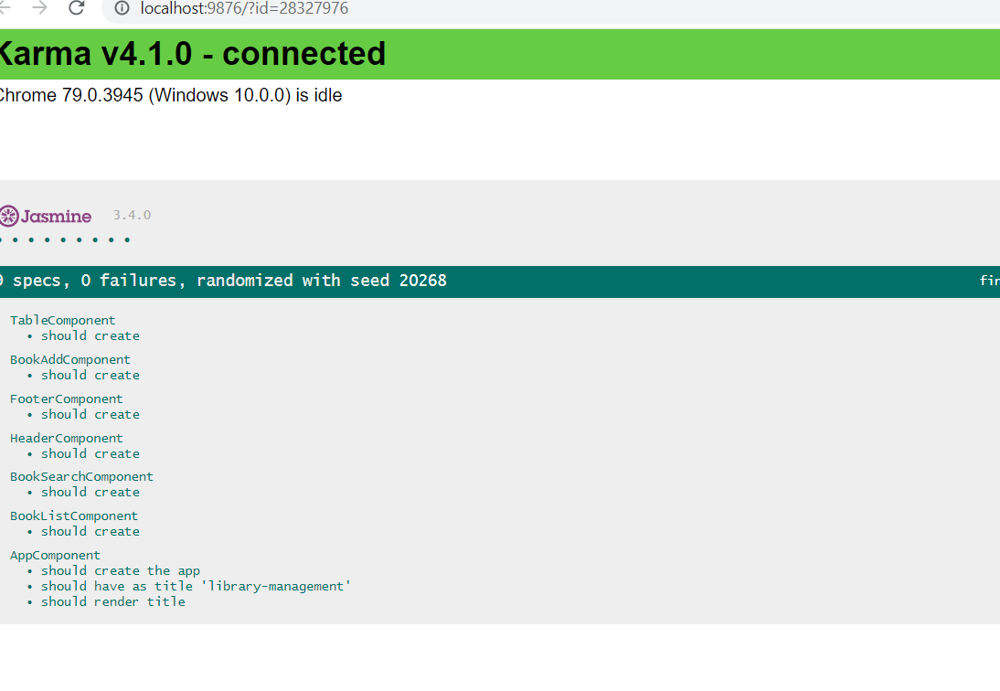 localhost:9876/?id=28327976
Karma v4.1.0 - connected
Chrome 79.0.3945 (Windows 10.0.0) is idle
Jasmine 3.4.0
• • • • • • • • •
specs, 0 failures, randomized with seed 20268
TableComponent
• should create
BookAddComponent
• should create
FooterComponent
• should create
HeaderComponent
• should create
BookSearchComponent
• should create
BookListComponent
• should create
AppComponent
• should create the app
• should have as title 'library-management'
• should render title